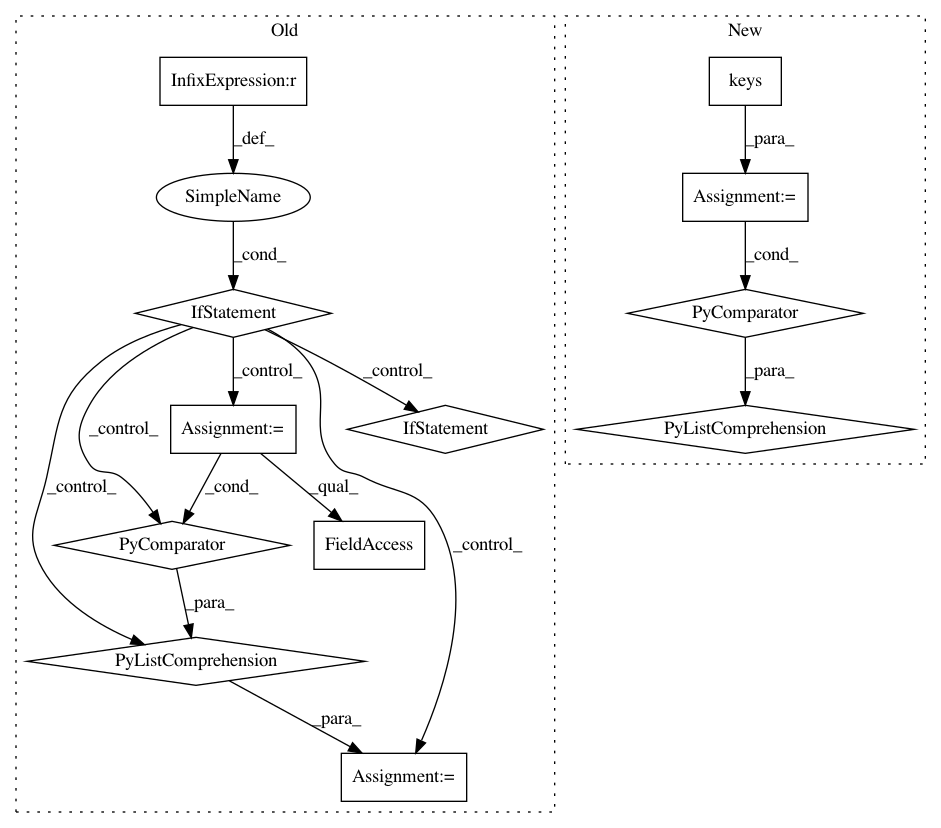 Old
New
InfixExpression:r
keys
_def_
_para_
SimpleName
Assignment:=
_cond_
_cond_
IfStatement
PyComparator
_control_
_control_
_para_
Assignment:=
IfStatement
PyListComprehension
_control_
_control_
_cond_
_qual_
_control_
PyComparator
FieldAccess
_para_
PyListComprehension
_para_
Assignment:=